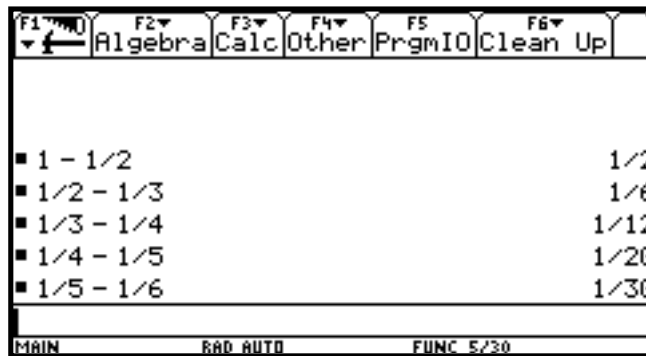 F1 F2 Algebra F3 Calc F4 Other F5 PrgmIO F6 Clean Up
1 - 1/2 1/2
1/2 - 1/3 1/6
1/3 - 1/4 1/12
1/4 - 1/5 1/20
1/5 - 1/6 1/30
MAIN RAD AUTO FUNC 5/30